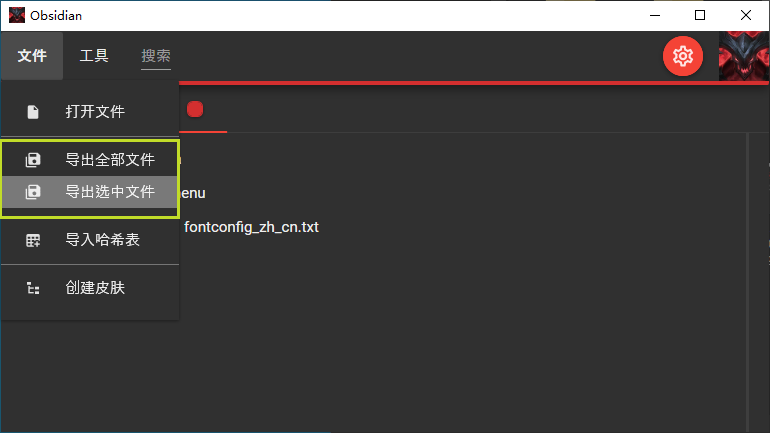 Obsidian
文件
工具
搜索
打开文件
导出全部文件
导出选中文件
enu
fontconfig_zh_cn.txt
导入哈希表
创建皮肤